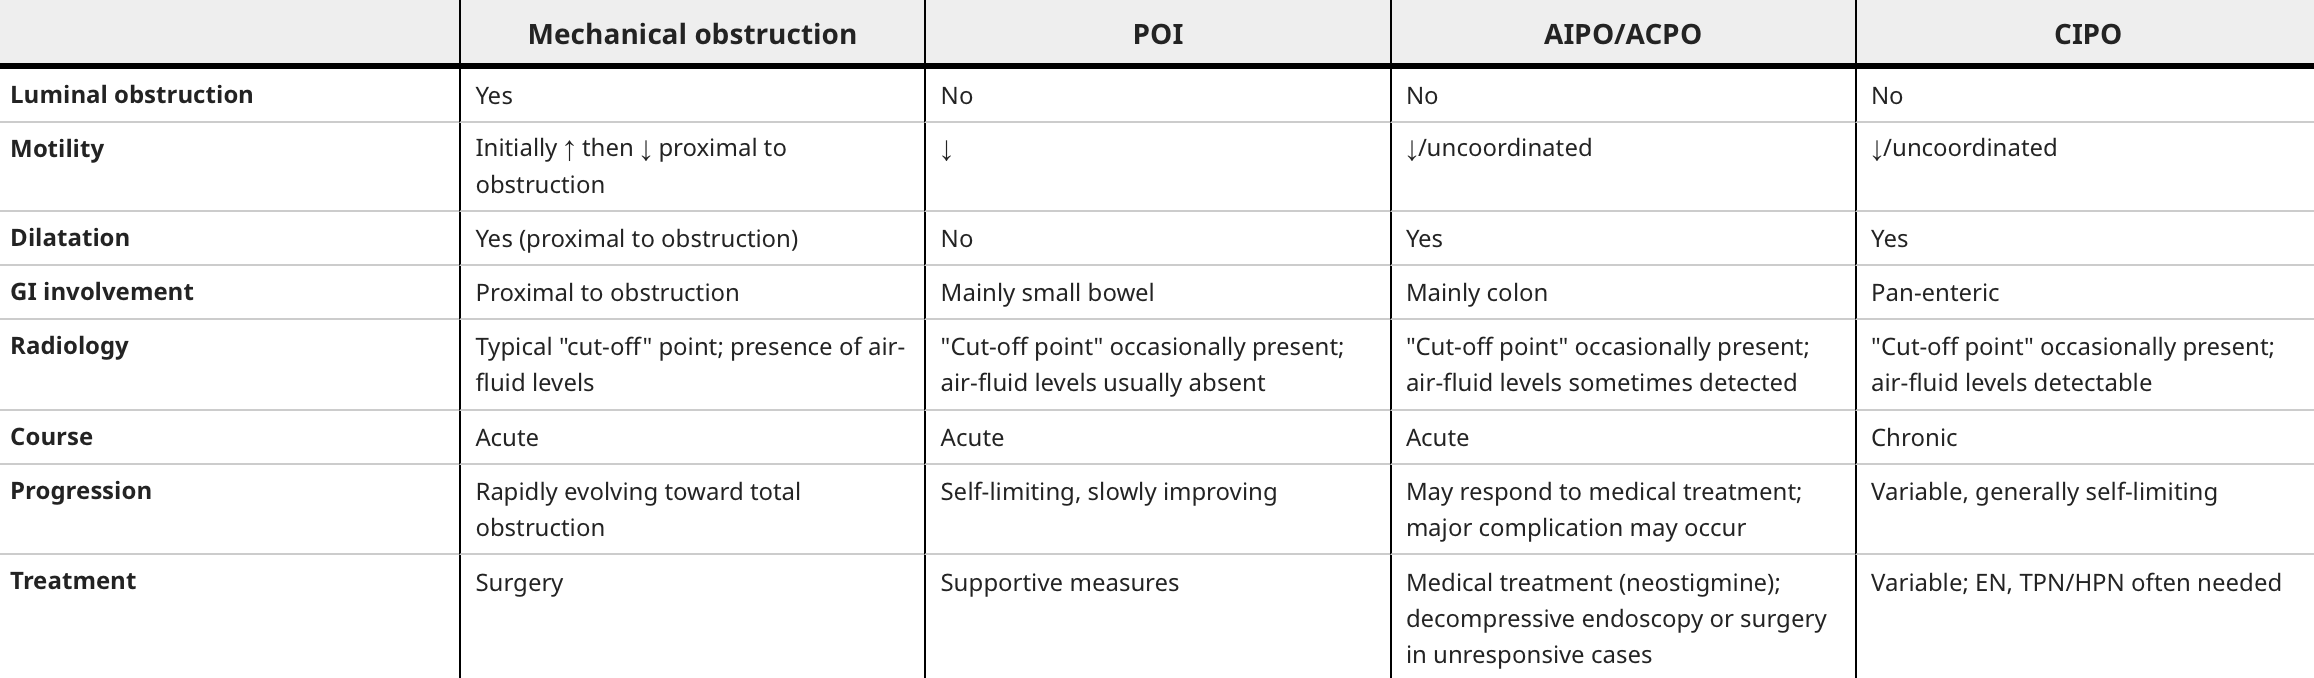 Mechanical obstruction POI AIPO/ACPO CIPO
Luminal obstruction Yes No No No
Motility Initially ↑ then ↓ proximal to obstruction ↓ ↓/uncoordinated ↓/uncoordinated
Dilatation Yes (proximal to obstruction) No Yes Yes
GI involvement Proximal to obstruction Mainly small bowel Mainly colon Pan-enteric
Radiology Typical "cut-off" point; presence of air-fluid levels "Cut-off point" occasionally present; air-fluid levels usually absent "Cut-off point" occasionally present; air-fluid levels sometimes detected "Cut-off point" occasionally present; air-fluid levels detectable
Course Acute Acute Acute Chronic
Progression Rapidly evolving toward total obstruction Self-limiting, slowly improving May respond to medical treatment; major complication may occur Variable, generally self-limiting
Treatment Surgery Supportive measures Medical treatment (neostigmine); decompressive endoscopy or surgery in unresponsive cases Variable; EN, TPN/HPN often needed